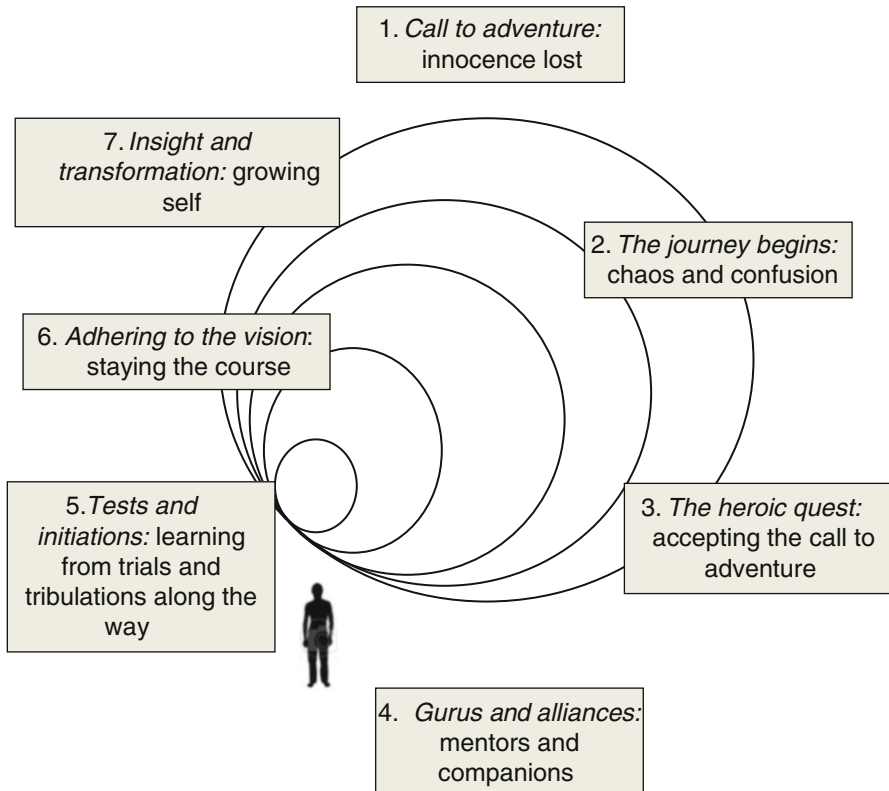 1. Call to adventure:
innocence lost
7. Insight and
transformation: growing
self
2. The journey begins:
chaos and confusion
6. Adhering to the vision:
staying the course
5.Tests and
initiations: learning
from trials and
tribulations along the
way
3. The heroic quest:
accepting the call to
adventure
4. Gurus and alliances:
mentors and
companions